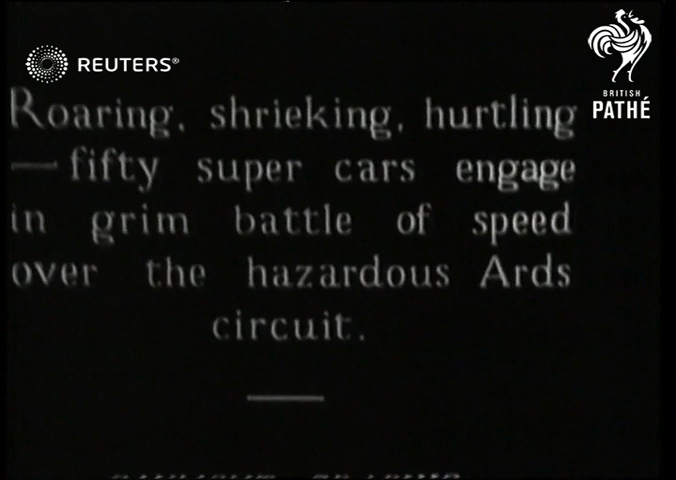 REUTERS®
BRITISH
PATHÉ
Roaring, shrieking, hurtling
— fifty super cars engage
in grim battle of speed
over the hazardous Ards
circuit.